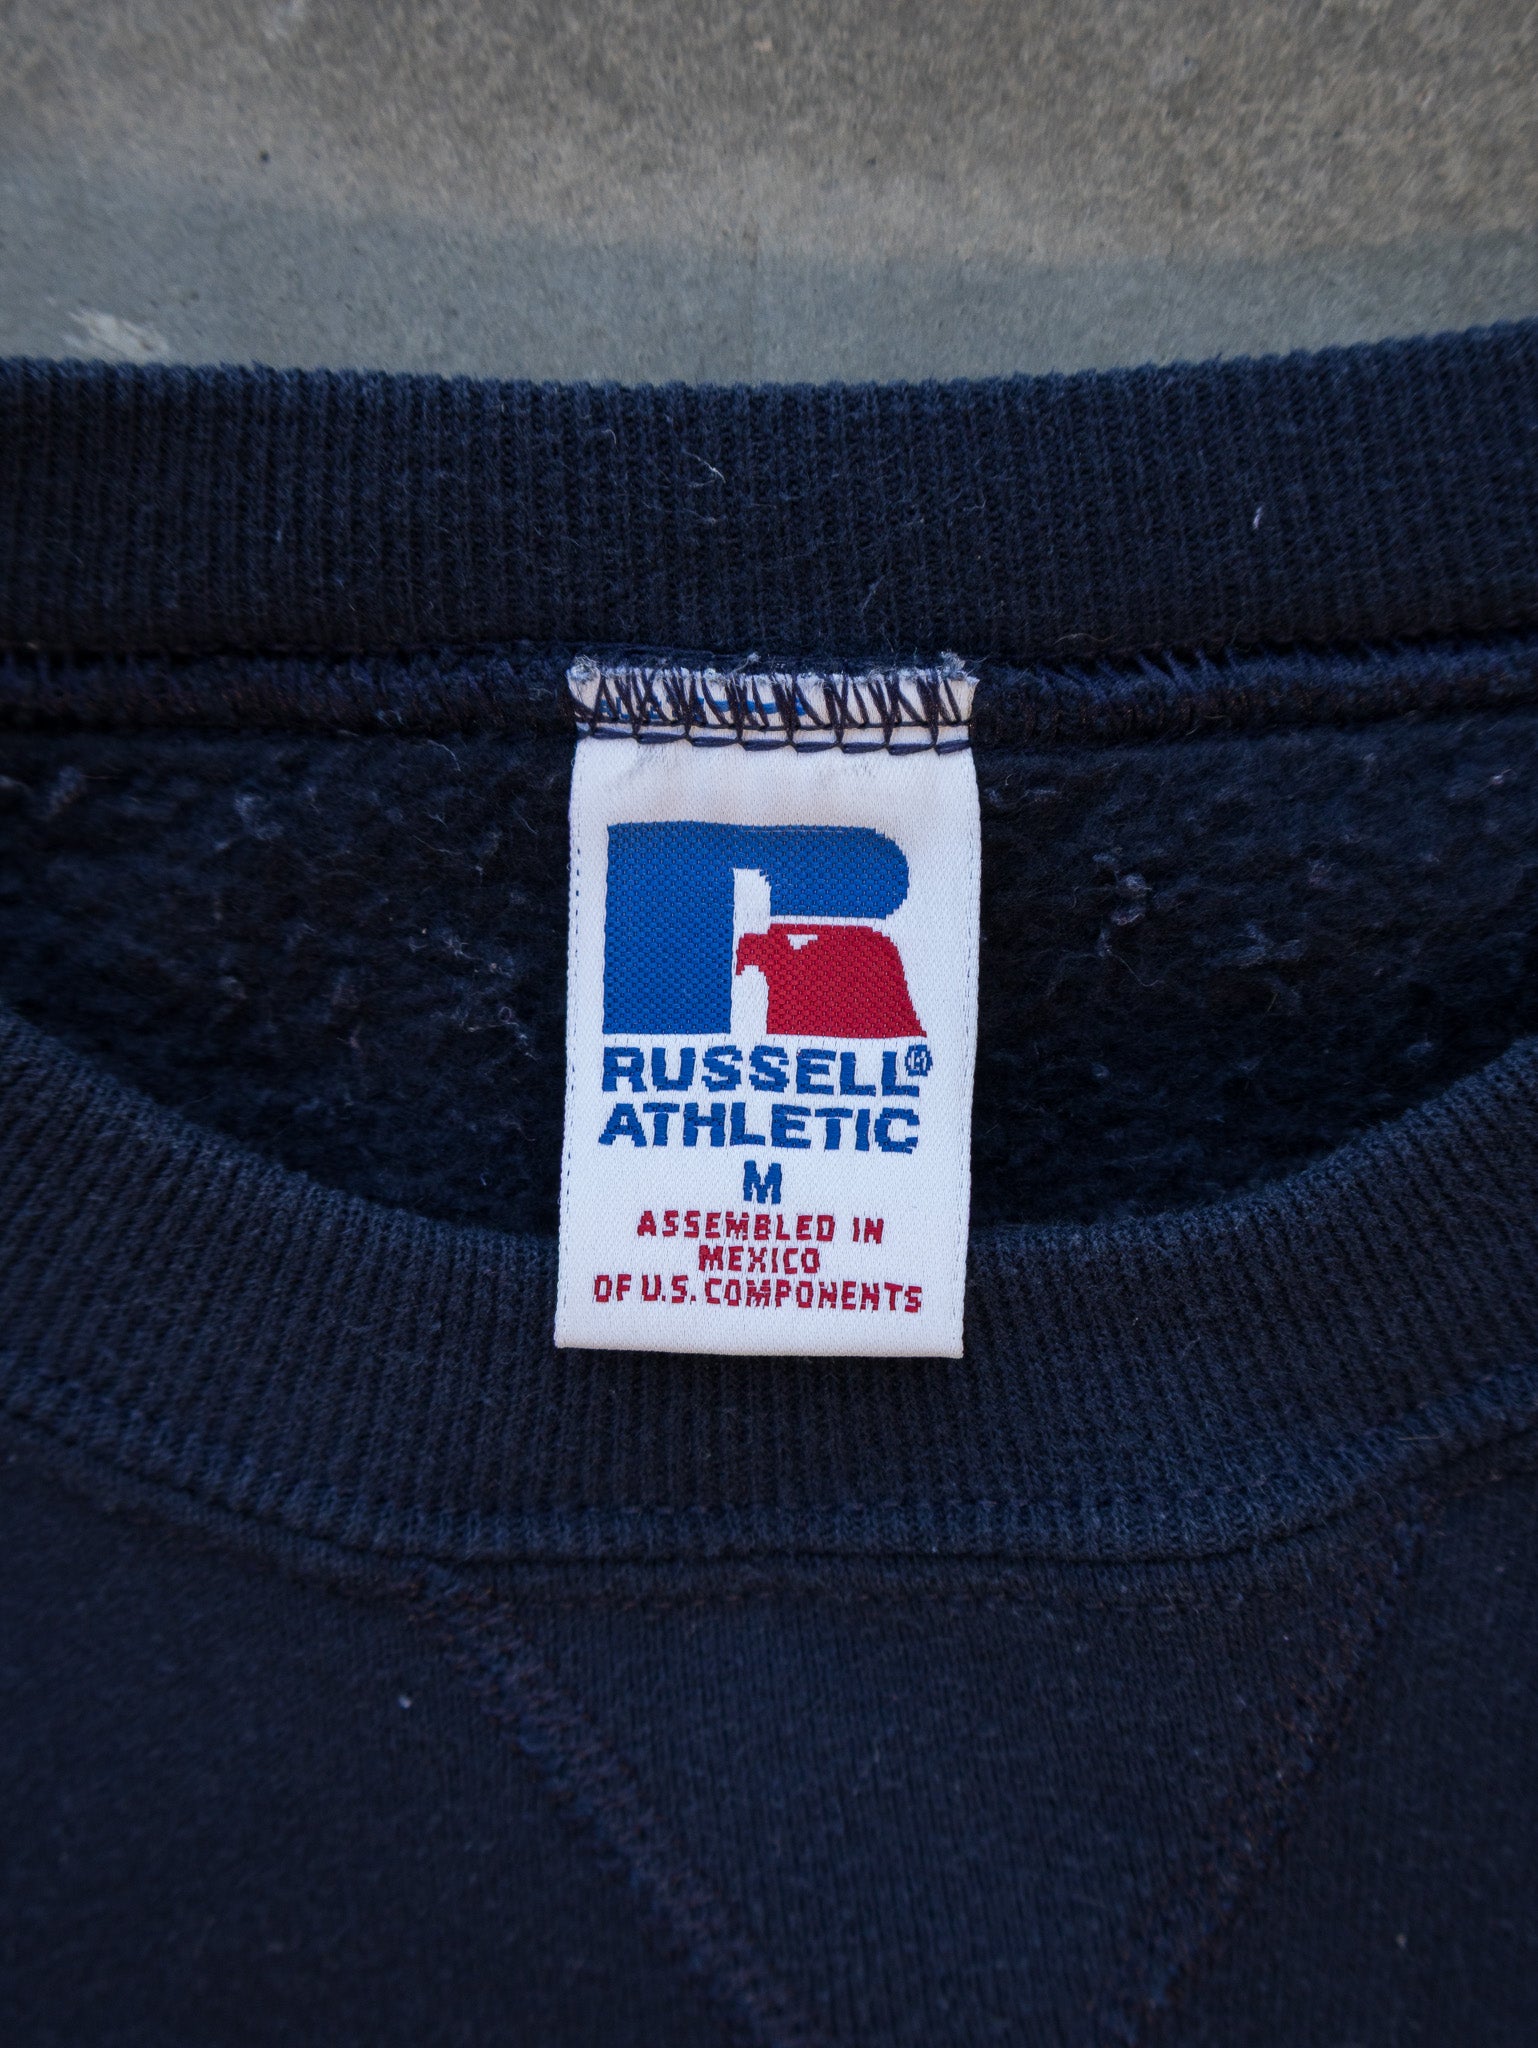 RUSSELL®
ATHLETIC
M
ASSEMBLED IN
MEXICO
OF U.S. COMPONENTS